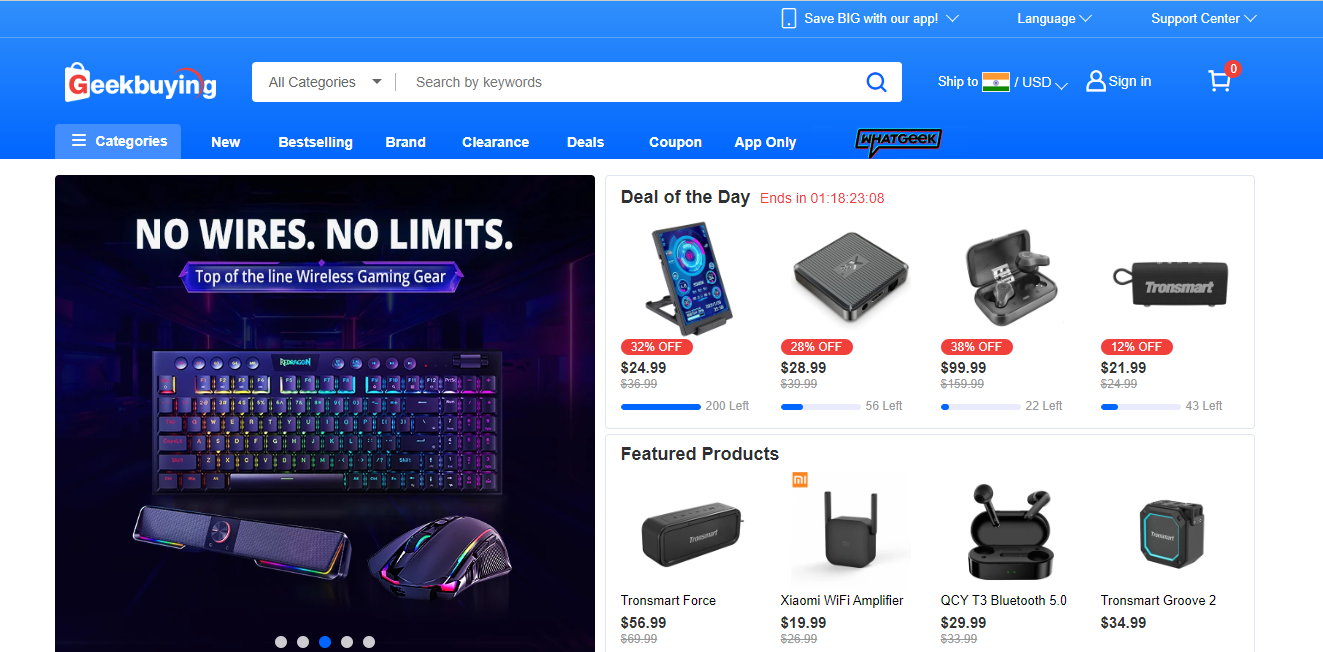 Save BIG with our app!
Language
Support Center
Geekbuying
All Categories
Search by keywords
Ship to / USD
Sign in
0
Categories
New
Bestselling
Brand
Clearance
Deals
Coupon
App Only
WHATGEEK
NO WIRES. NO LIMITS.
Top of the line Wireless Gaming Gear
REDRAGON
Deal of the Day
Ends in 01:18:23:08
Tronsmart
32% OFF
$24.99
$36.99
200 Left
28% OFF
$28.99
$39.99
56 Left
38% OFF
$99.99
$159.99
22 Left
12% OFF
$21.99
$24.99
43 Left
Featured Products
mi
Tronsmart
Tronsmart
Tronsmart Force
$56.99
$69.99
Xiaomi WiFi Amplifier
$19.99
$26.99
QCY T3 Bluetooth 5.0
$29.99
$33.99
Tronsmart Groove 2
$34.99